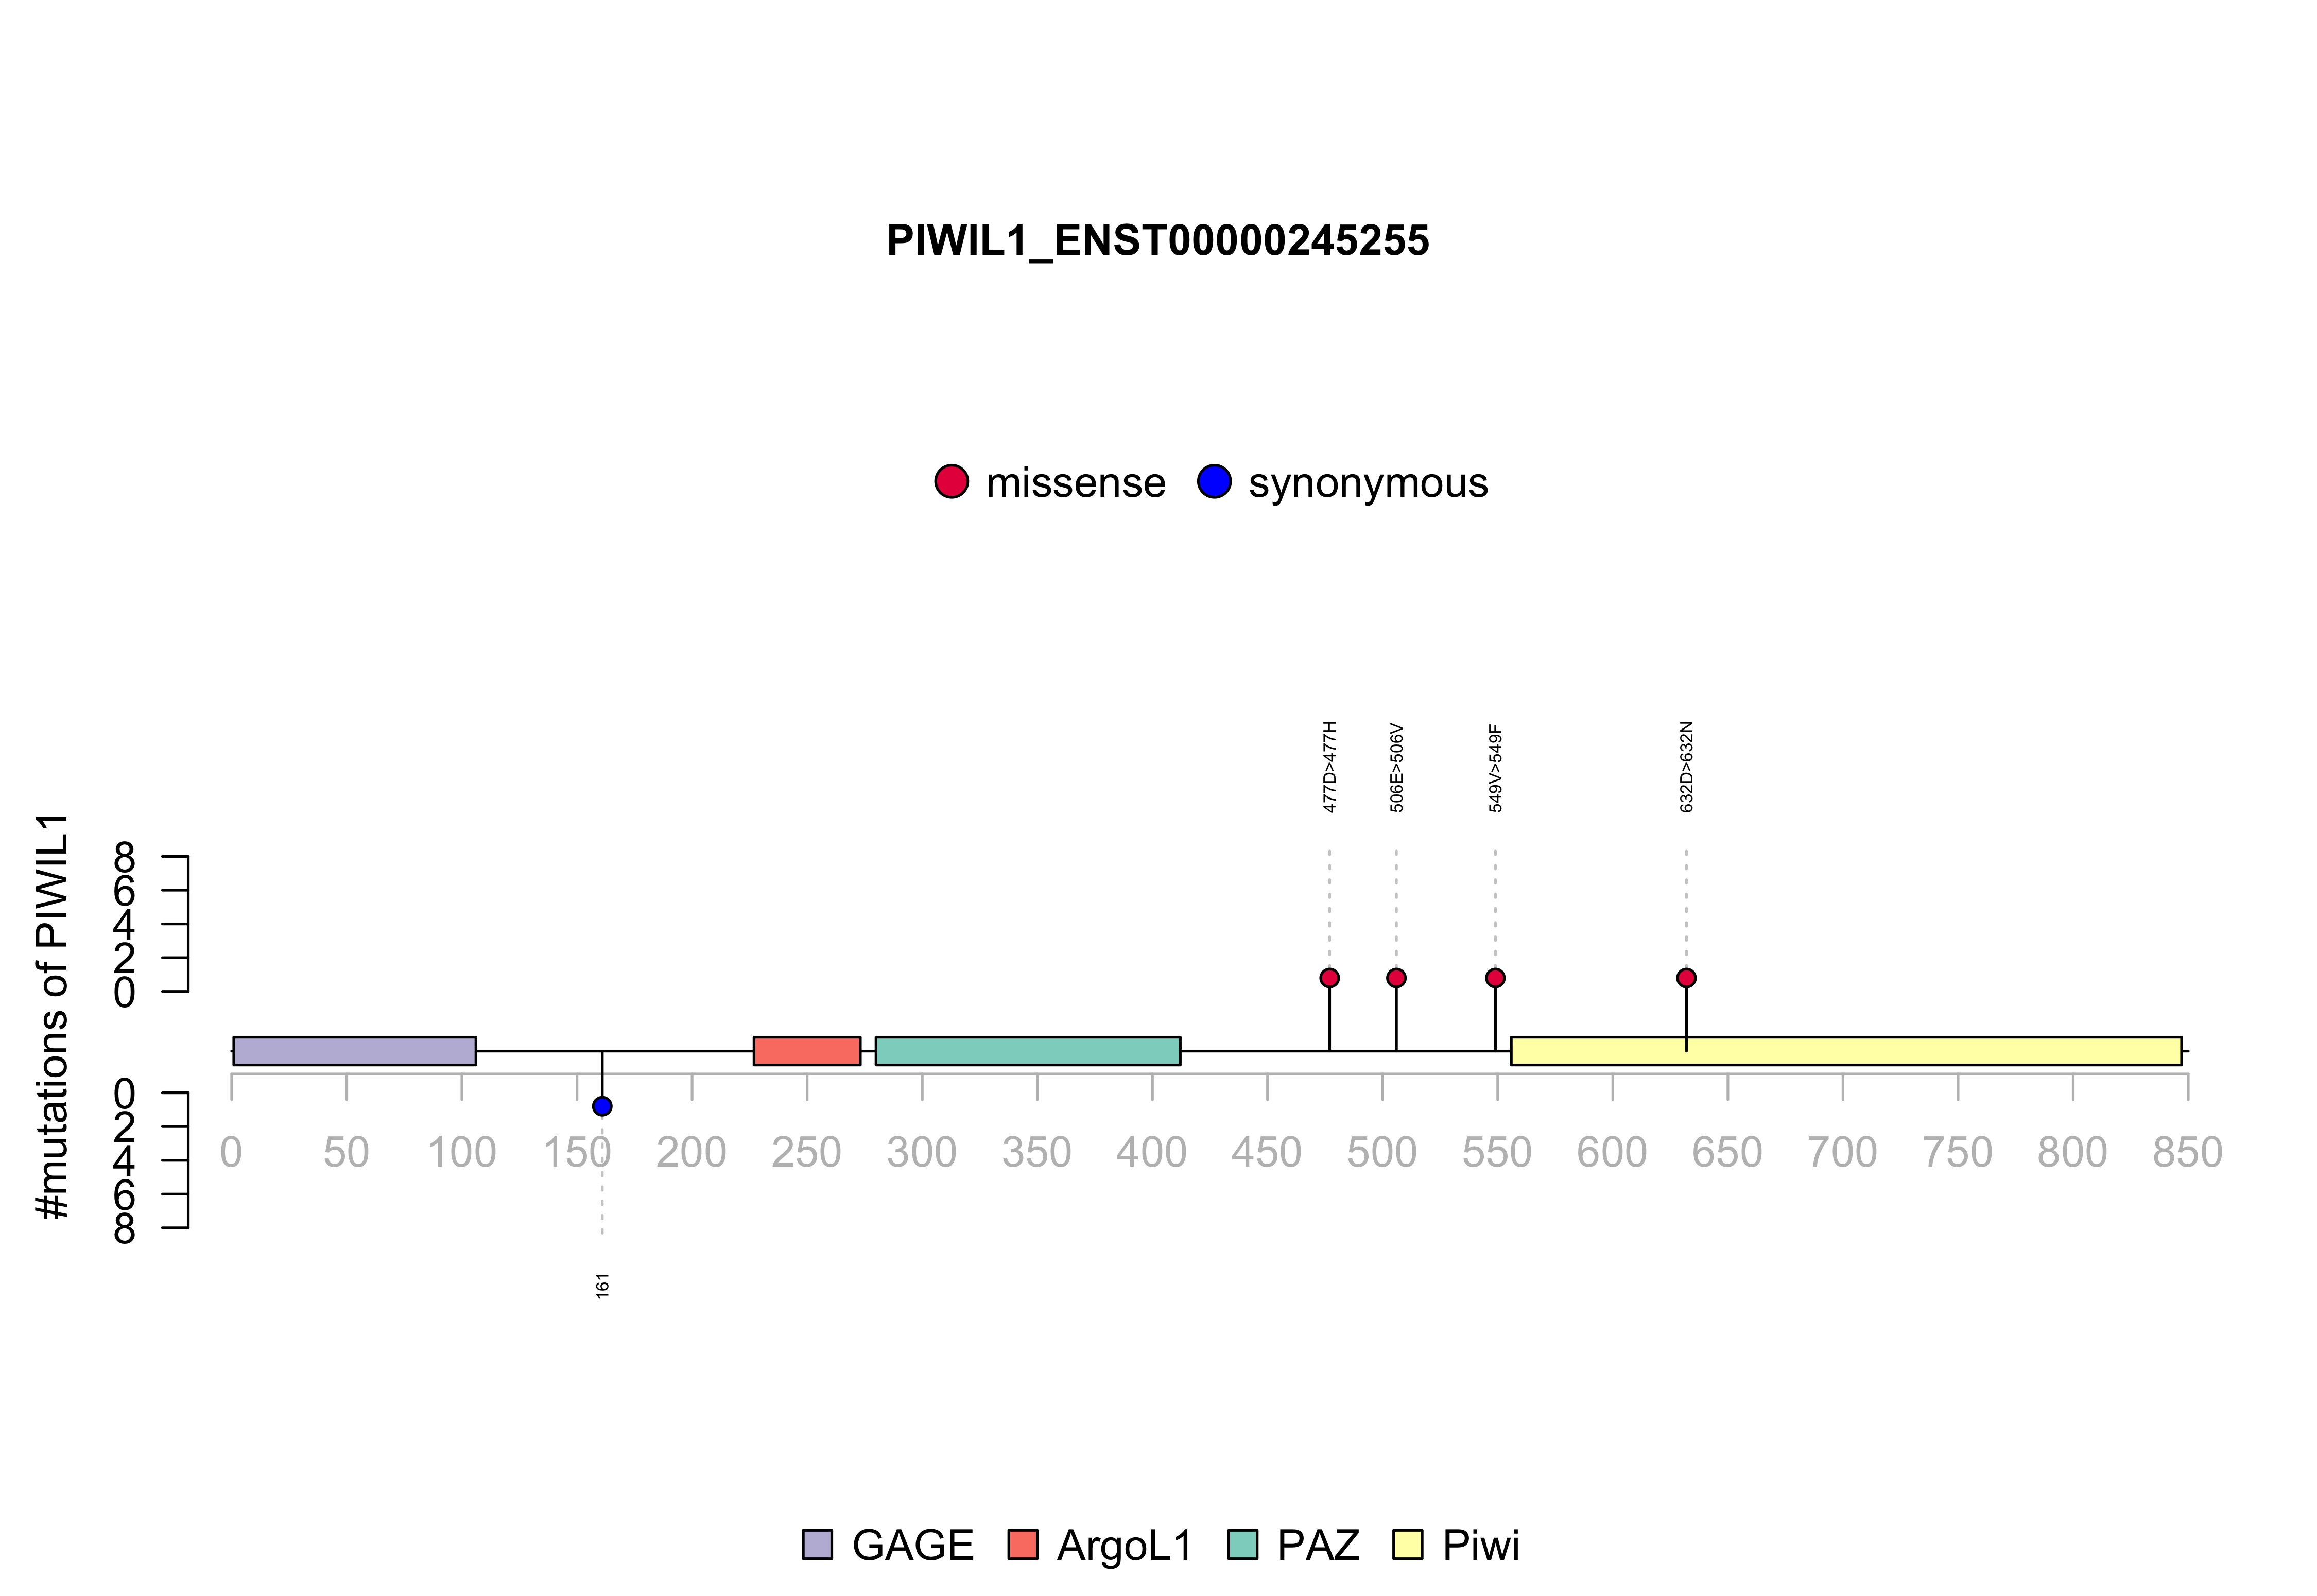 PIWIL1_ENST00000245255
missense synonymous
477D>477H
506E>506V
549V>549F
632D>632N
#mutations of PIWIL1
8
6
4
2
0
0
2
4
6
8
0 50 100 150 200 250 300 350 400 450 500 550 600 650 700 750 800 850
161
GAGE ArgoL1 PAZ Piwi